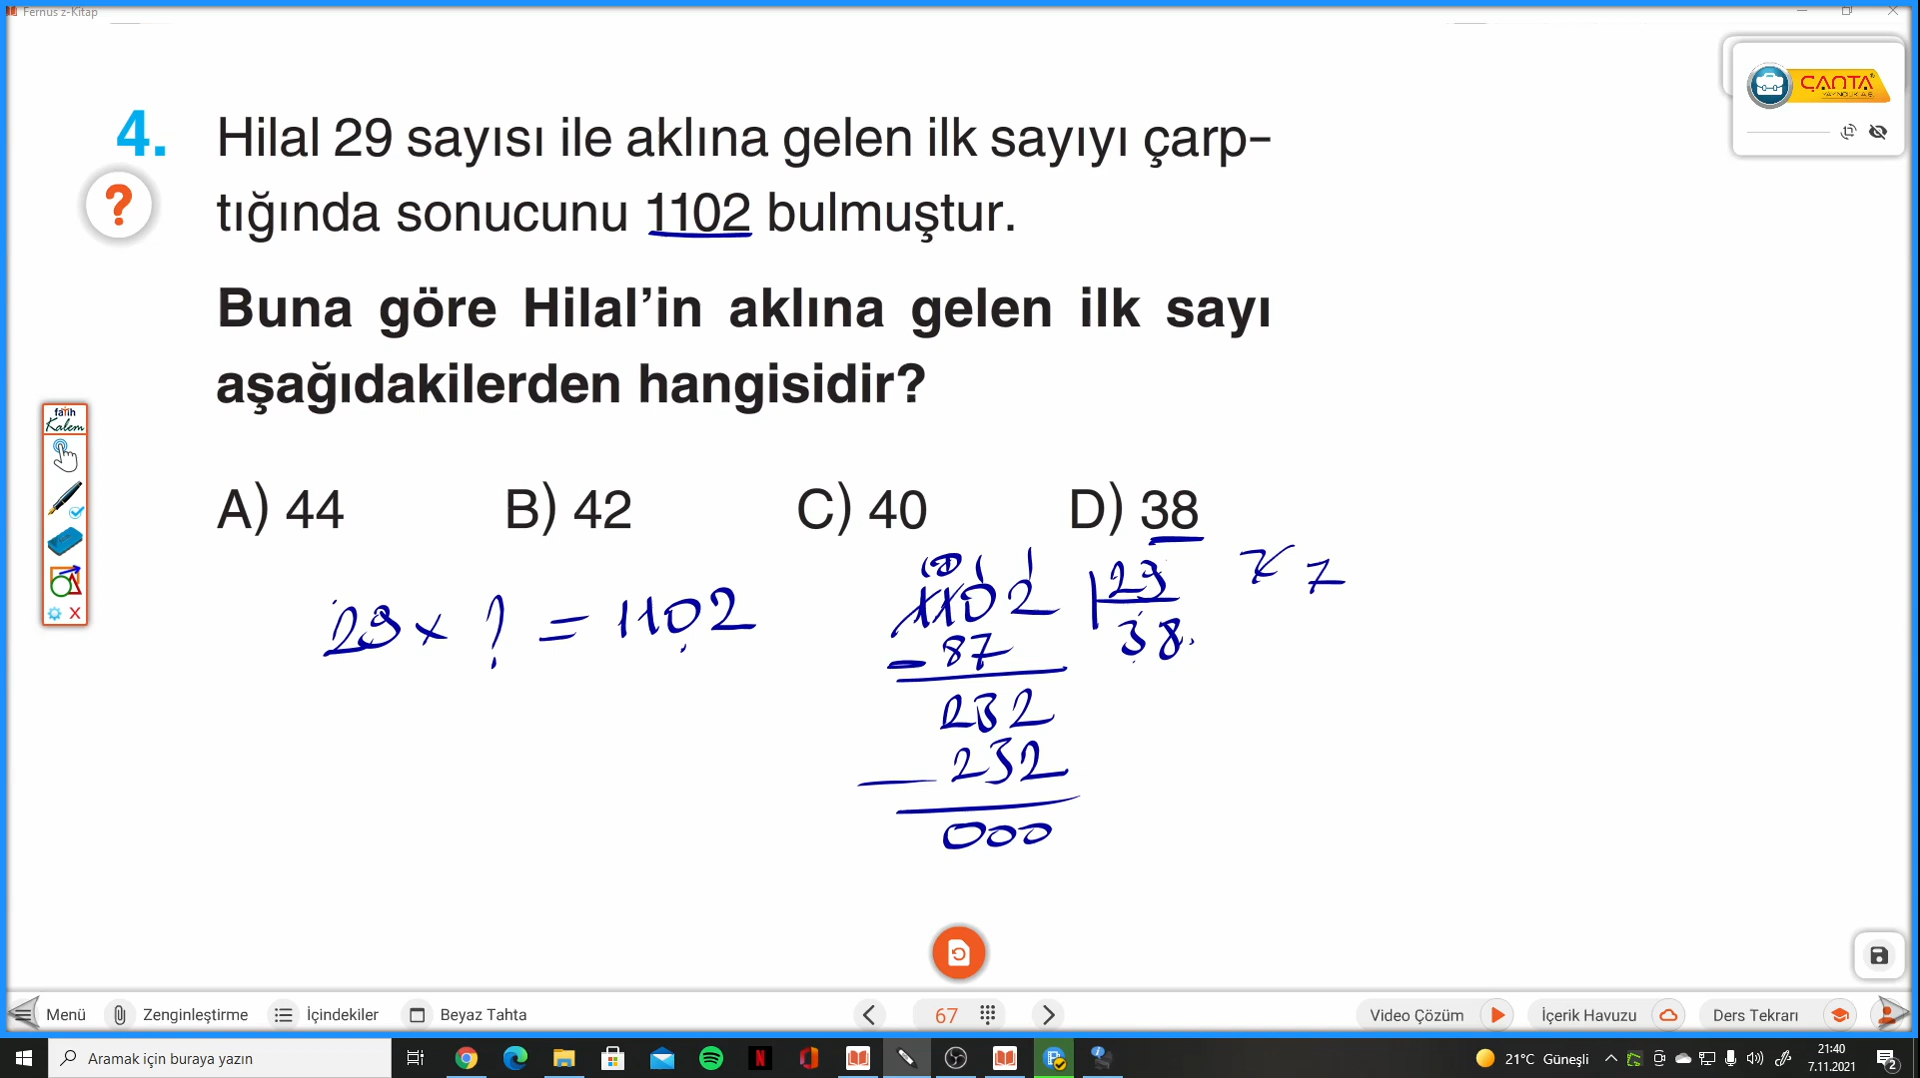 Fernus z-Kitap
ÇANTA
YAYINCILIK A.Ş.
4. Hilal 29 sayısı ile aklına gelen ilk sayıyı çarp-
?
tığında sonucunu 1102 bulmuştur.
Buna göre Hilal'in aklına gelen ilk sayı
aşağıdakilerden hangisidir?
fatih
Kalem
A) 44 B) 42 C) 40 D) 38
29 x ? = 1102
1102 29
38
- 87
232
- 232
000
Menü Zenginleştirme İçindekiler Beyaz Tahta 67 Video Çözüm İçerik Havuzu Ders Tekrarı
Aramak için buraya yazın
21°C Güneşli
21:40
7.11.2021
2